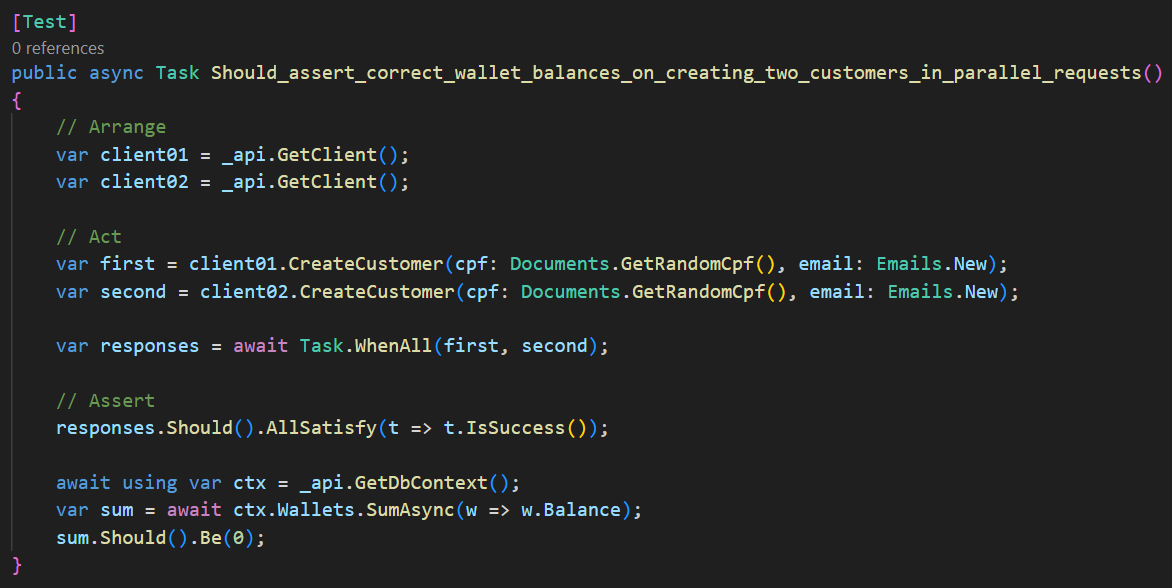 [Test]
0 references
public async Task Should_assert_correct_wallet_balances_on_creating_two_customers_in_parallel_requests()
{
    // Arrange
    var client01 = _api.GetClient();
    var client02 = _api.GetClient();

    // Act
    var first = client01.CreateCustomer(cpf: Documents.GetRandomCpf(), email: Emails.New);
    var second = client02.CreateCustomer(cpf: Documents.GetRandomCpf(), email: Emails.New);

    var responses = await Task.WhenAll(first, second);

    // Assert
    responses.Should().AllSatisfy(t => t.IsSuccess());

    await using var ctx = _api.GetDbContext();
    var sum = await ctx.Wallets.SumAsync(w => w.Balance);
    sum.Should().Be(0);
}